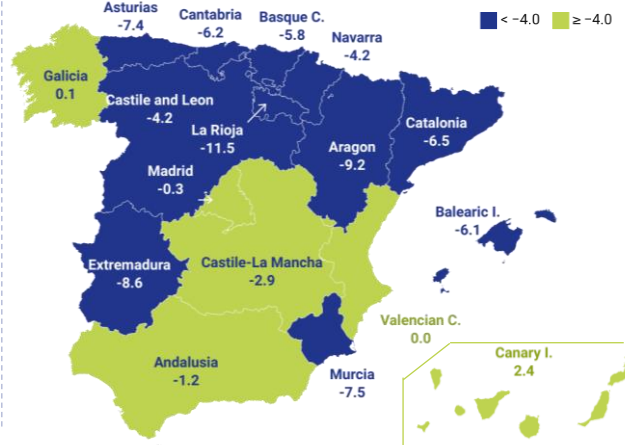 Asturias
-7.4
Cantabria
-6.2
Basque C.
-5.8
Navarra
-4.2
< −4.0
≥ −4.0
Galicia
0.1
Castile and Leon
-4.2
La Rioja
-11.5
Aragon
-9.2
Catalonia
-6.5
Madrid
-0.3
Balearic I.
-6.1
Extremadura
-8.6
Castile-La Mancha
-2.9
Valencian C.
0.0
Andalusia
-1.2
Murcia
-7.5
Canary I.
2.4